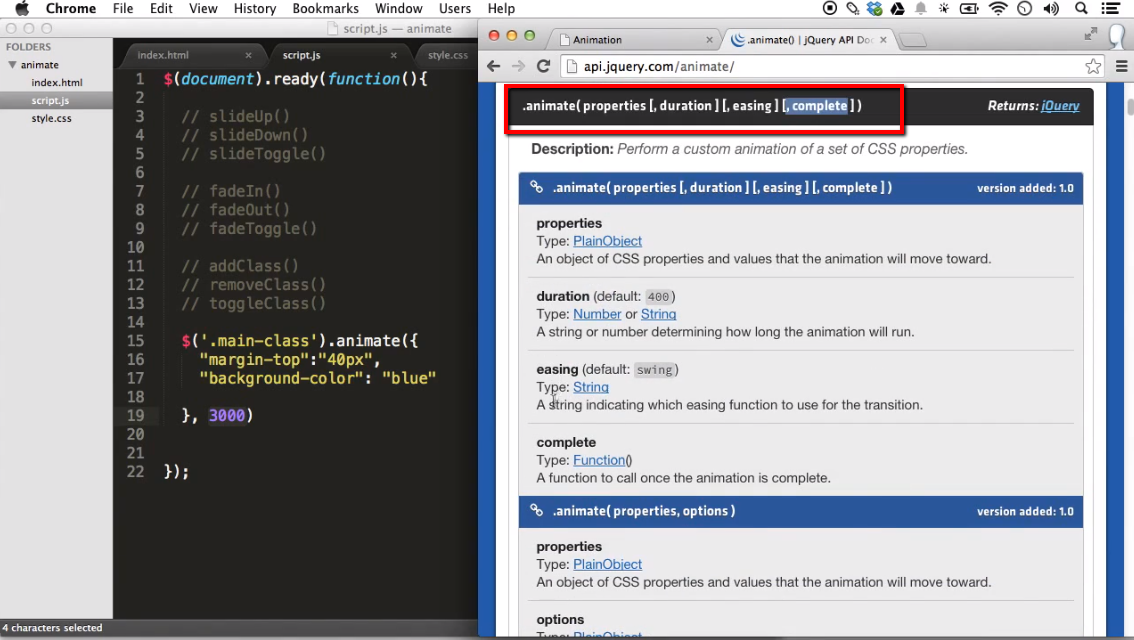 Chrome File Edit View History Bookmarks Window Users Help
script.js — animate
FOLDERS
animate
index.html
script.js
style.css
index.html script.js style.css
1 $(document).ready(function(){
2
3 // slideUp()
4 // slideDown()
5 // slideToggle()
6
7 // fadeIn()
8 // fadeOut()
9 // fadeToggle()
10
11 // addClass()
12 // removeClass()
13 // toggleClass()
14
15 $('.main-class').animate({
16 "margin-top":"40px",
17 "background-color": "blue"
18
19 }, 3000)
20
21
22 });
4 characters selected
Animation
.animate() | jQuery API Doc
api.jquery.com/animate/
.animate( properties [, duration ] [, easing ] [, complete ] ) Returns: jQuery
Description: Perform a custom animation of a set of CSS properties.
.animate( properties [, duration ] [, easing ] [, complete ] ) version added: 1.0
properties
Type: PlainObject
An object of CSS properties and values that the animation will move toward.
duration (default: 400)
Type: Number or String
A string or number determining how long the animation will run.
easing (default: swing)
Type: String
A string indicating which easing function to use for the transition.
complete
Type: Function()
A function to call once the animation is complete.
.animate( properties, options ) version added: 1.0
properties
Type: PlainObject
An object of CSS properties and values that the animation will move toward.
options
Type: PlainObject